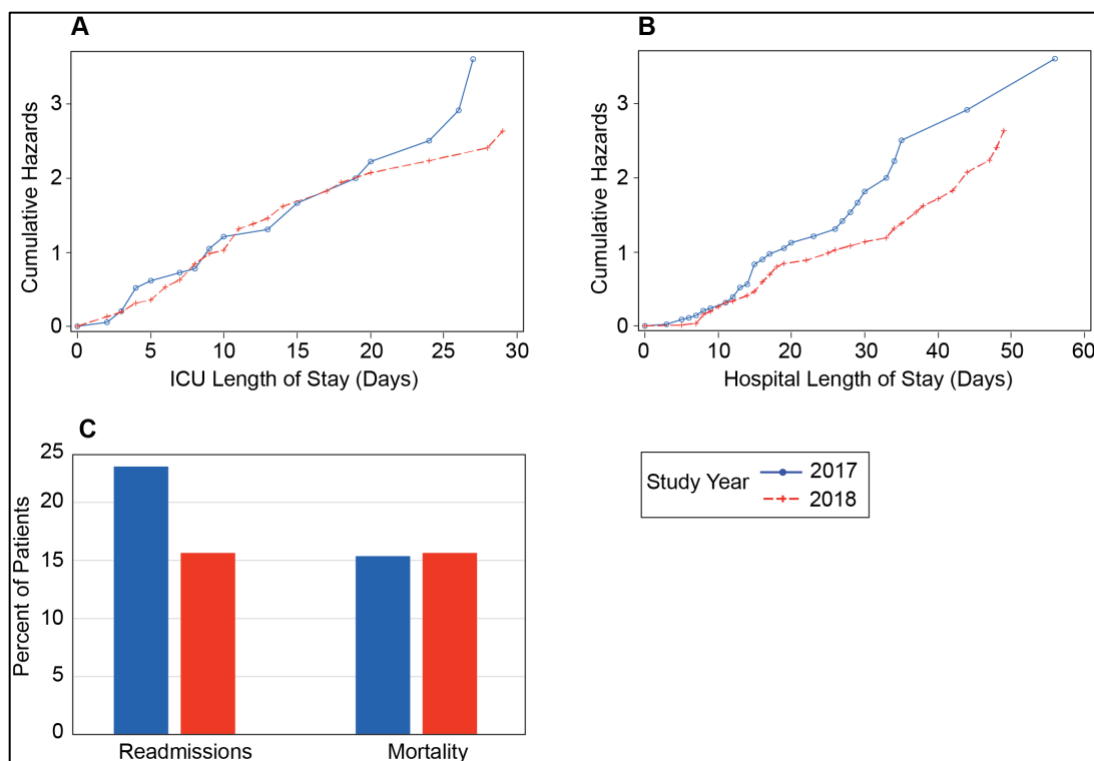 A
Cumulative Hazards
3
2
1
0
0 5 10 15 20 25 30
ICU Length of Stay (Days)
B
Cumulative Hazards
3
2
1
0
0 10 20 30 40 50 60
Hospital Length of Stay (Days)
C
Percent of Patients
25
20
15
10
5
0
Readmissions Mortality
Study Year
2017
2018